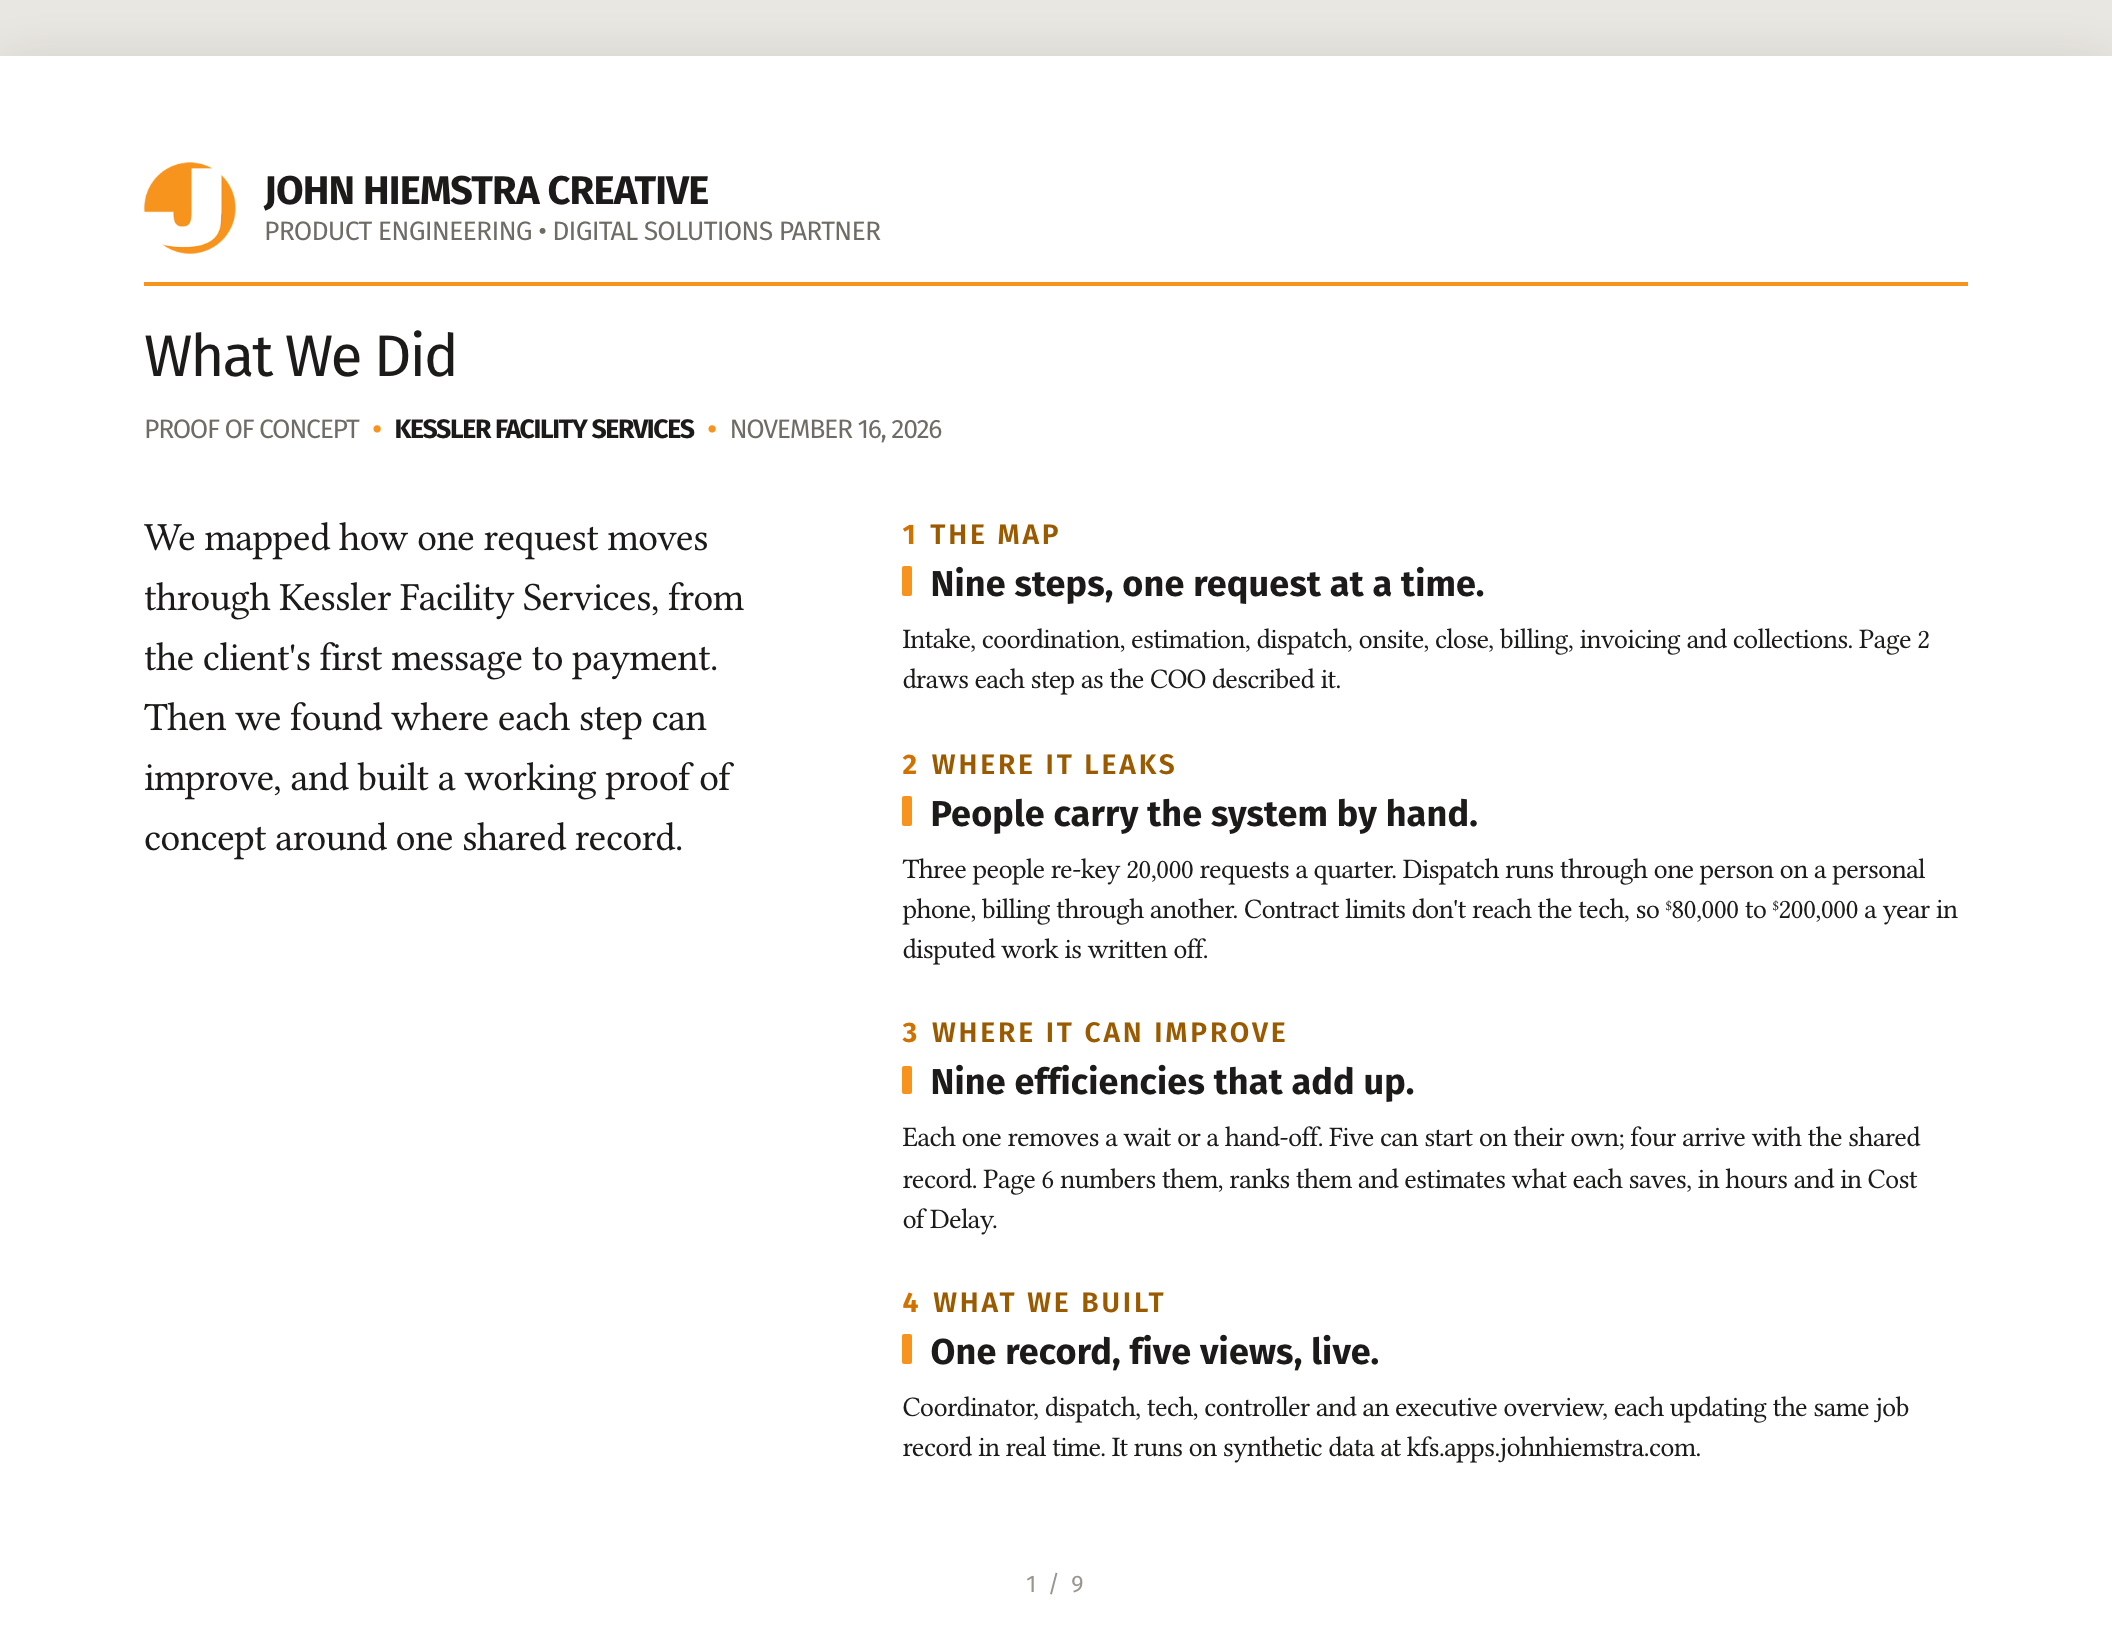 J
JOHN HIEMSTRA CREATIVE
PRODUCT ENGINEERING • DIGITAL SOLUTIONS PARTNER
What We Did
PROOF OF CONCEPT • KESSLER FACILITY SERVICES • NOVEMBER 16, 2026
We mapped how one request moves
through Kessler Facility Services, from
the client's first message to payment.
Then we found where each step can
improve, and built a working proof of
concept around one shared record.
1 THE MAP
Nine steps, one request at a time.
Intake, coordination, estimation, dispatch, onsite, close, billing, invoicing and collections. Page 2
draws each step as the COO described it.
2 WHERE IT LEAKS
People carry the system by hand.
Three people re-key 20,000 requests a quarter. Dispatch runs through one person on a personal
phone, billing through another. Contract limits don't reach the tech, so $80,000 to $200,000 a year in
disputed work is written off.
3 WHERE IT CAN IMPROVE
Nine efficiencies that add up.
Each one removes a wait or a hand-off. Five can start on their own; four arrive with the shared
record. Page 6 numbers them, ranks them and estimates what each saves, in hours and in Cost
of Delay.
4 WHAT WE BUILT
One record, five views, live.
Coordinator, dispatch, tech, controller and an executive overview, each updating the same job
record in real time. It runs on synthetic data at kfs.apps.johnhiemstra.com.
1 / 9